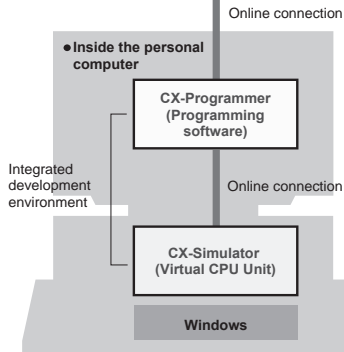 Online connection
●Inside the personal
computer
CX-Programmer
(Programming
software)
Integrated
development
environment
Online connection
CX-Simulator
(Virtual CPU Unit)
Windows